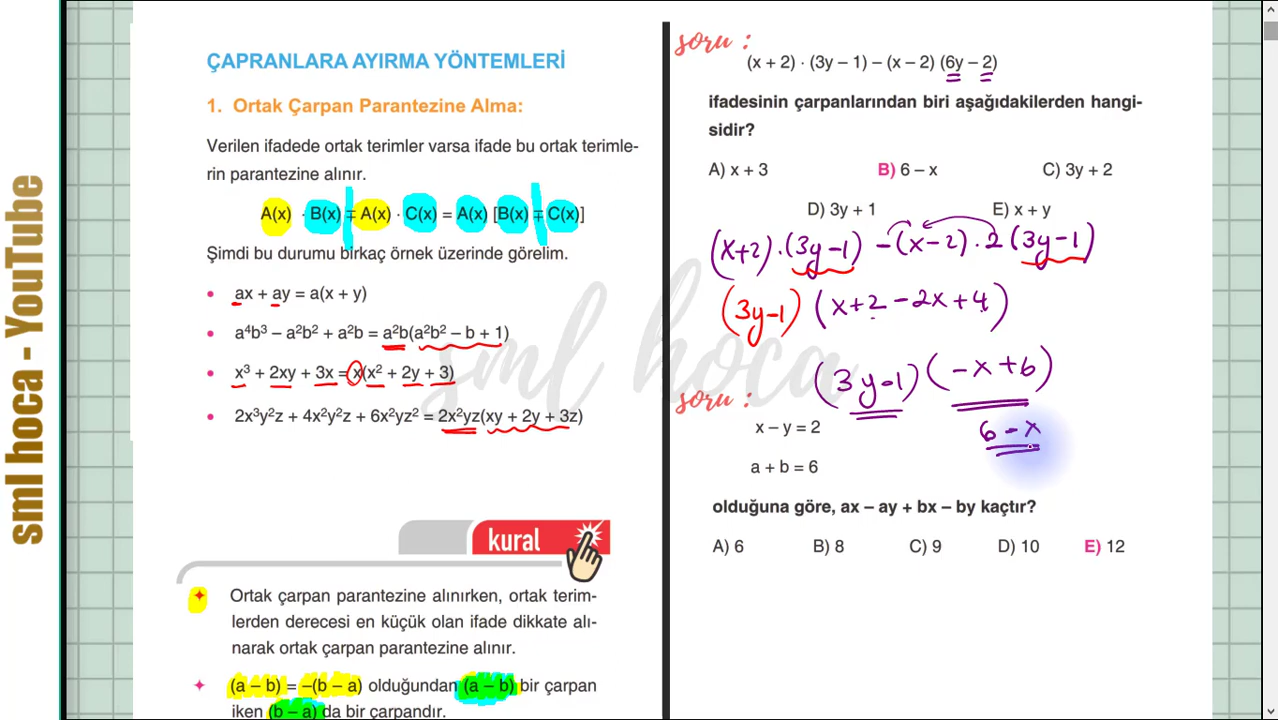 sml hoca - YouTube
ÇAPRANLARA AYIRMA YÖNTEMLERİ
1. Ortak Çarpan Parantezine Alma:
Verilen ifadede ortak terimler varsa ifade bu ortak terimle-
rin parantezine alınır.
A(x) · B(x) ∓ A(x) · C(x) = A(x) [B(x) ∓ C(x)]
Şimdi bu durumu birkaç örnek üzerinde görelim.
• ax + ay = a(x + y)
• a⁴b³ – a²b² + a²b = a²b(a²b² – b + 1)
• x³ + 2xy + 3x = x(x² + 2y + 3)
• 2x³y²z + 4x²y²z + 6x²yz² = 2x²yz(xy + 2y + 3z)
kural
Ortak çarpan parantezine alınırken, ortak terim-
lerden derecesi en küçük olan ifade dikkate alı-
narak ortak çarpan parantezine alınır.
(a – b) = –(b – a) olduğundan (a – b) bir çarpan
iken (b – a) da bir çarpandır.
sml hoca
soru :
(x + 2) · (3y – 1) – (x – 2) (6y – 2)
ifadesinin çarpanlarından biri aşağıdakilerden hangi-
sidir?
A) x + 3 B) 6 – x C) 3y + 2
D) 3y + 1 E) x + y
(x+2)·(3y-1) -(x-2)·2(3y-1)
(3y-1) (x+2-2x+4)
(3y-1)(-x+6)
6-x
soru :
x – y = 2
a + b = 6
olduğuna göre, ax – ay + bx – by kaçtır?
A) 6 B) 8 C) 9 D) 10 E) 12